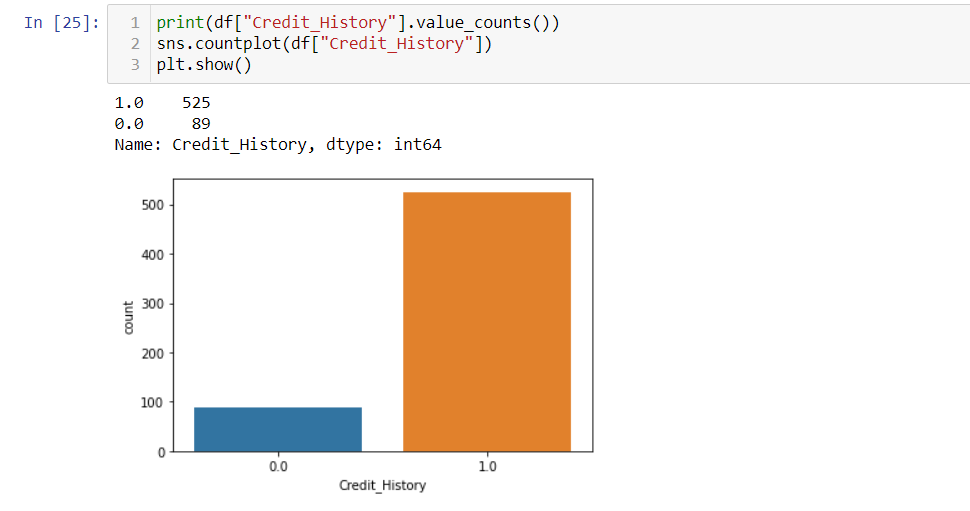 In [25]:
1 print(df["Credit_History"].value_counts())
2 sns.countplot(df["Credit_History"])
3 plt.show()
1.0    525
0.0     89
Name: Credit_History, dtype: int64
500
400
300
200
100
0
count
0.0 1.0
Credit_History